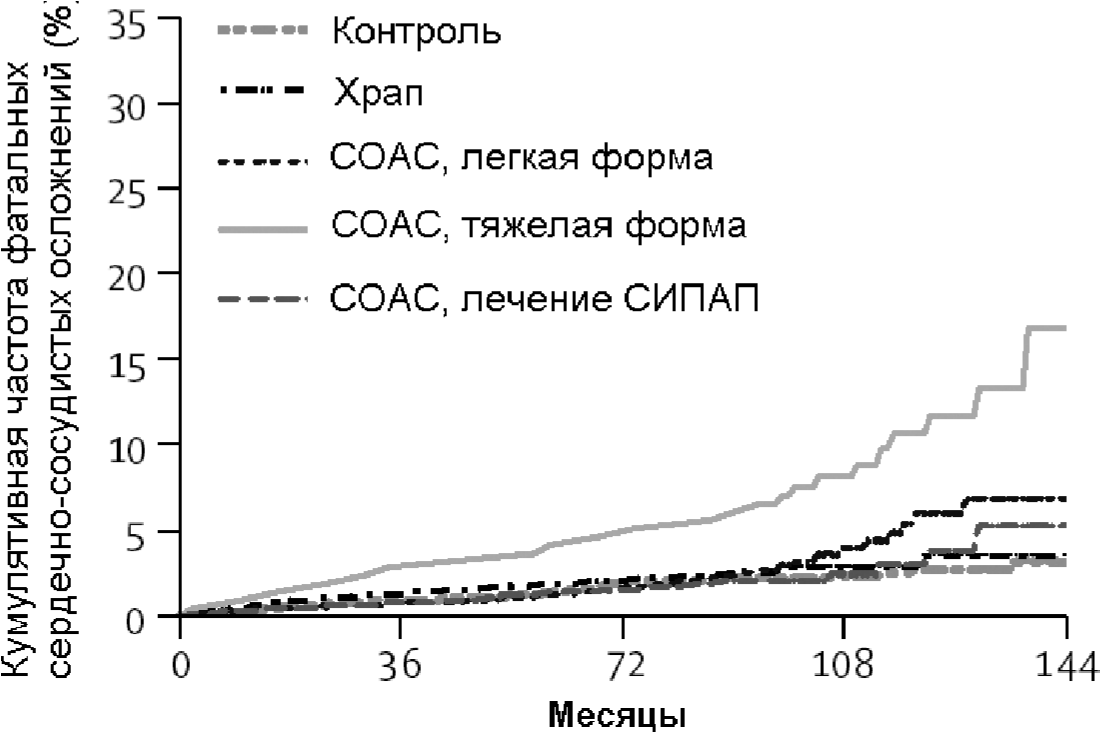 Кумулятивная частота фатальных
сердечно-сосудистых осложнений (%
35
30
25
20
15
10
5
0
Контроль
Храп
СОАС, легкая форма
СОАС, тяжелая форма
СОАС, лечение СИПАП
0 36 72 108 144
Месяцы